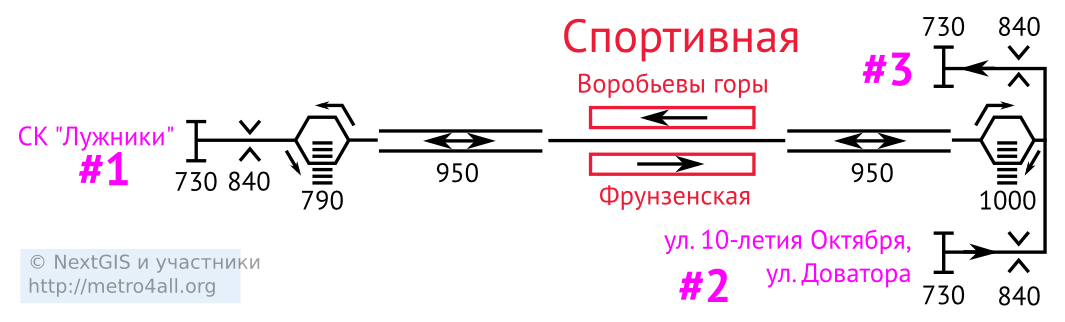 730 840
Спортивная
#3
Воробьевы горы
СК "Лужники"
#1
730 840
790
950
950
1000
Фрунзенская
ул. 10-летия Октября,
ул. Доватора
#2
730 840
© NextGIS и участники
http://metro4all.org